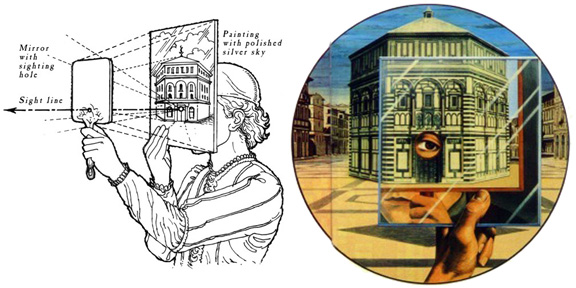 Mirror
with
sighting
hole
Sight line
Painting
with polished
silver sky